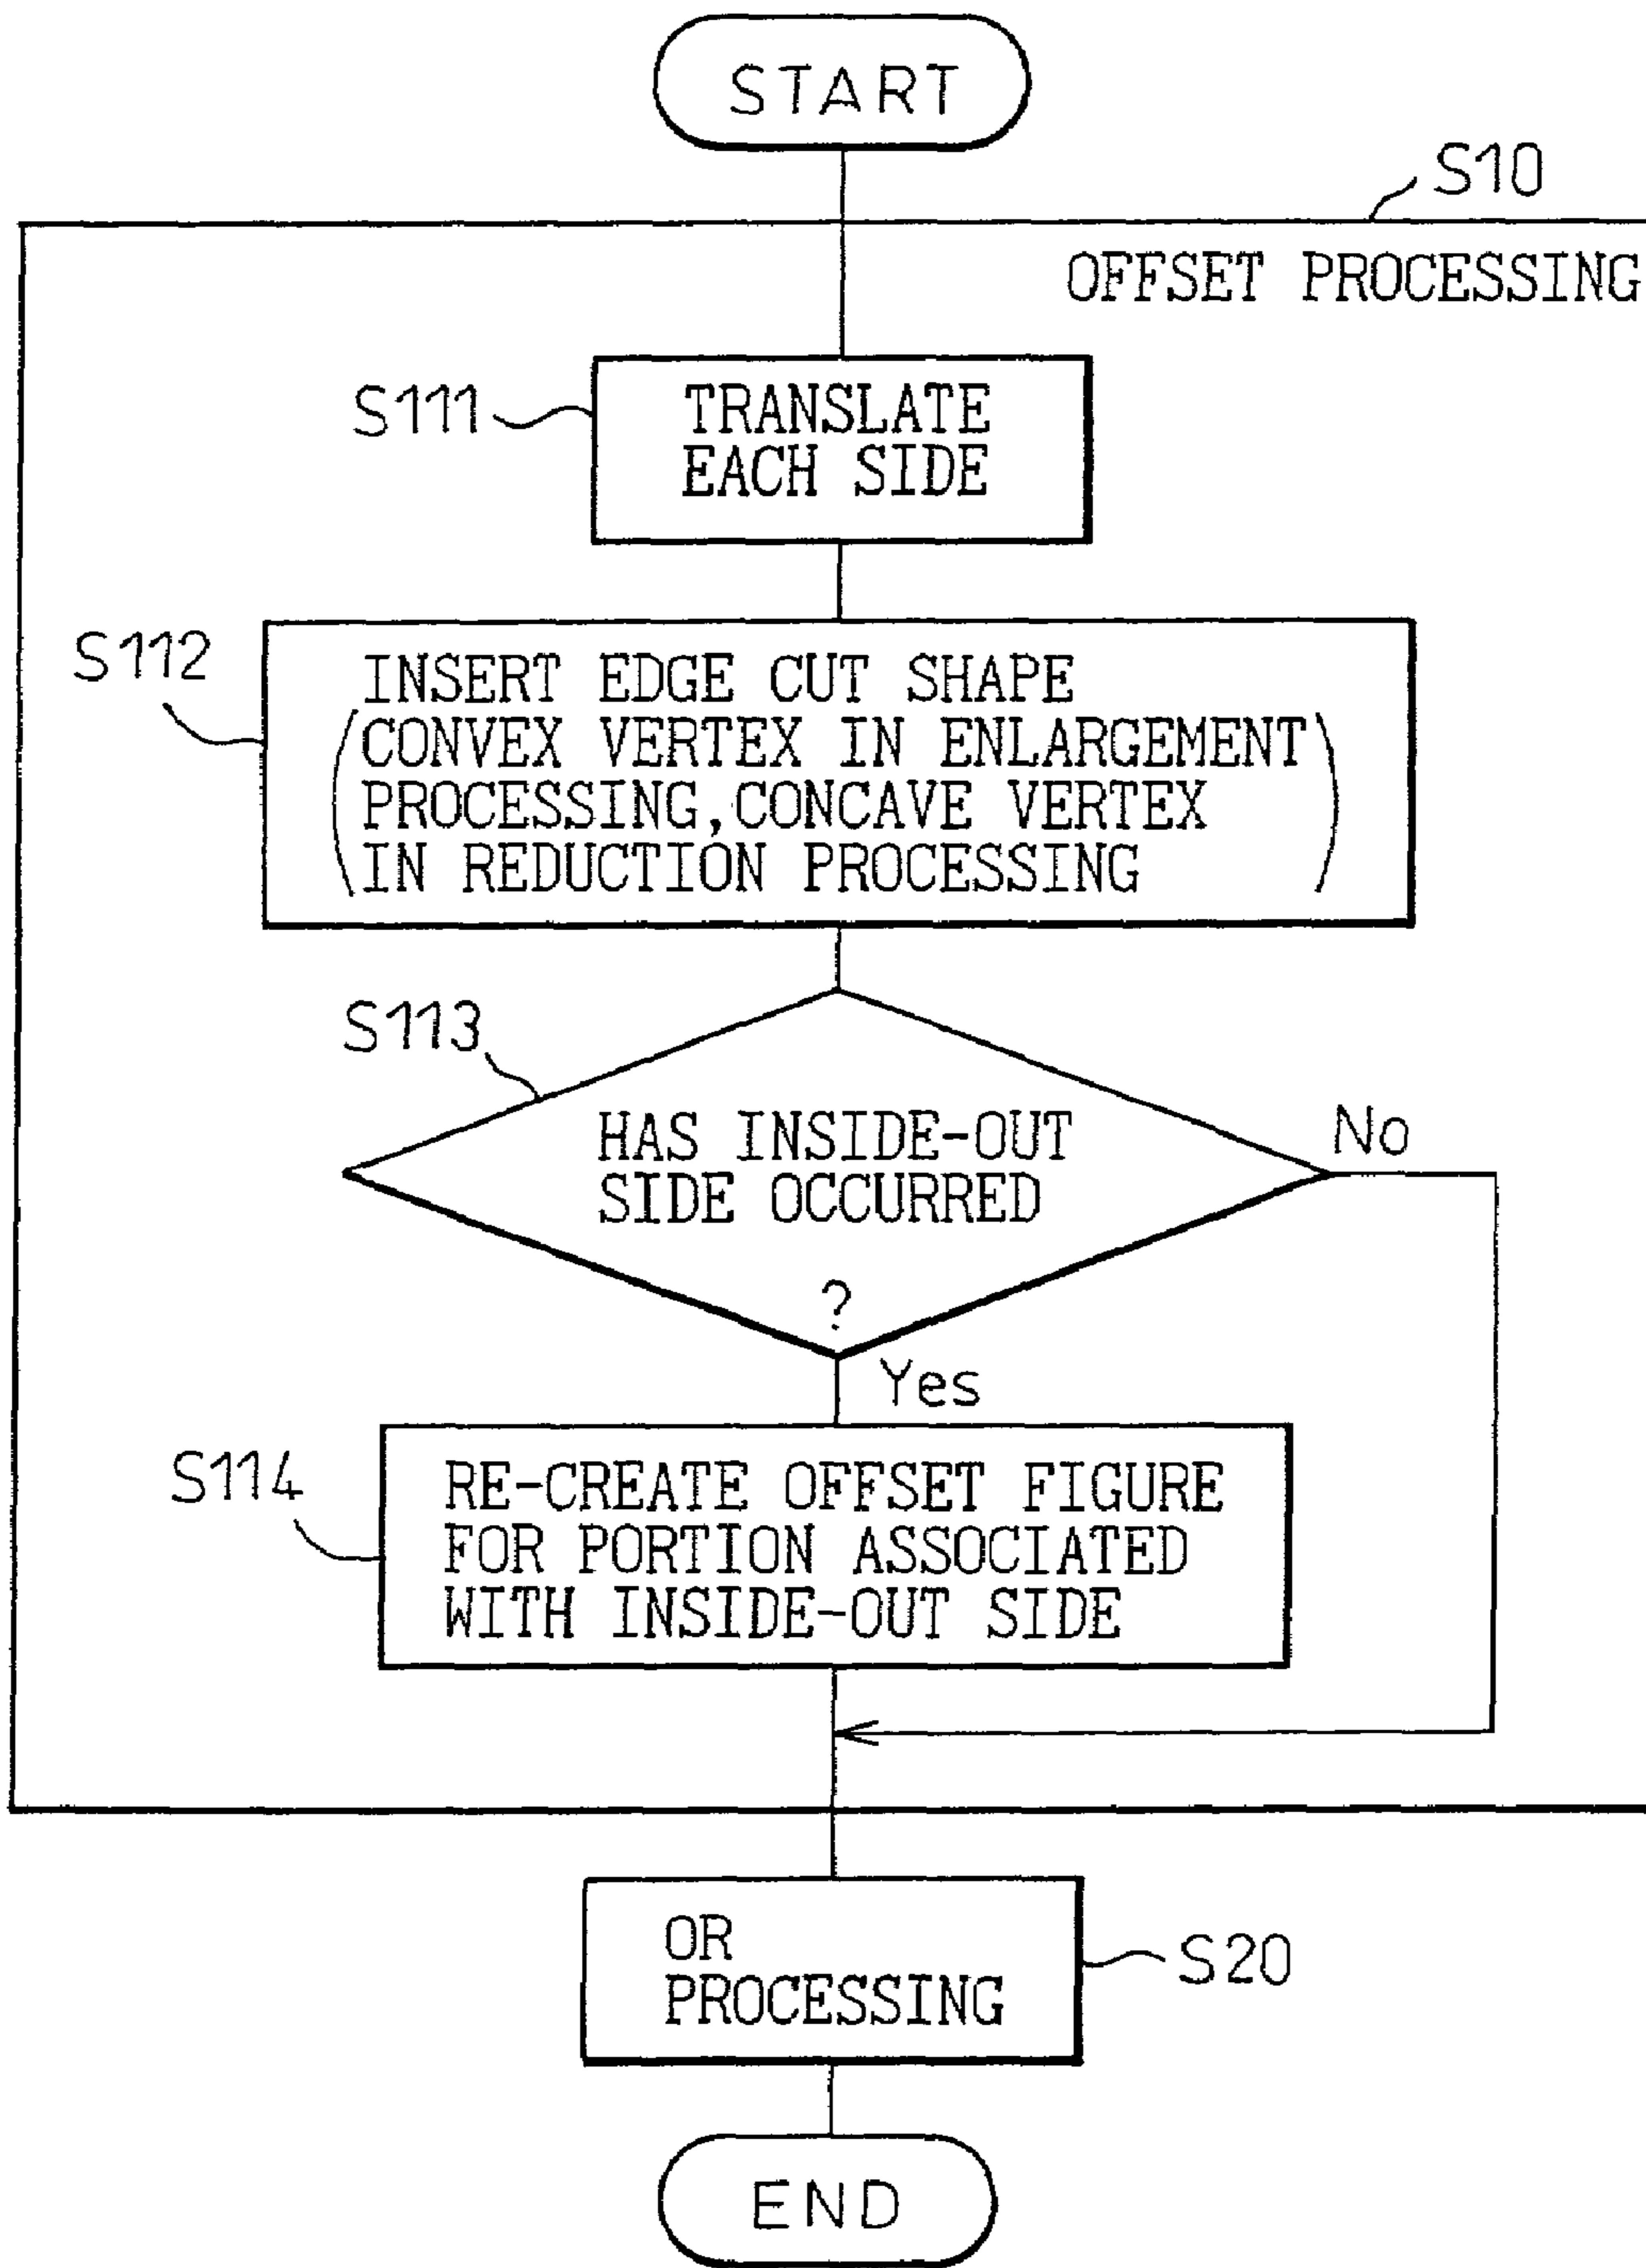 START
S10
OFFSET PROCESSING
S111
TRANSLATE
EACH SIDE
S112
INSERT EDGE CUT SHAPE
(CONVEX VERTEX IN ENLARGEMENT
PROCESSING, CONCAVE VERTEX
IN REDUCTION PROCESSING)
S113
HAS INSIDE-OUT
SIDE OCCURRED
?
No
Yes
S114
RE-CREATE OFFSET FIGURE
FOR PORTION ASSOCIATED
WITH INSIDE-OUT SIDE
OR
PROCESSING
S20
END